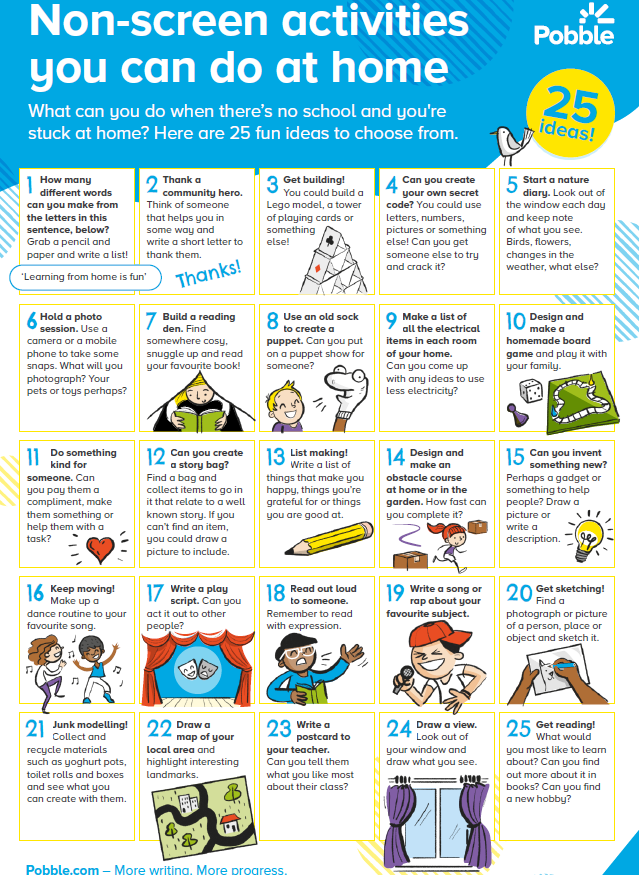 Non-screen activities
you can do at home
Pobble
What can you do when there's no school and you're
stuck at home? Here are 25 fun ideas to choose from.
25
ideas!
1 How many
different words
can you make from
the letters in this
sentence, below?
Grab a pencil and
paper and write a list!
'Learning from home is fun'
2 Thank a
community hero.
Think of someone
that helps you in
some way and
write a short letter to
thank them.
Thanks!
3 Get building!
You could build a
Lego model, a tower
of playing cards or
something
else!
4 Can you create
your own secret
code? You could use
letters, numbers,
pictures or something
else! Can you get
someone else to try
and crack it?
5 Start a nature
diary. Look out of
the window each day
and keep note
of what you see.
Birds, flowers,
changes in the
weather, what else?
6 Hold a photo
session. Use a
camera or a mobile
phone to take some
snaps. What will you
photograph? Your
pets or toys perhaps?
7 Build a reading
den. Find
somewhere cosy,
snuggle up and read
your favourite book!
8 Use an old sock
to create a
puppet. Can you put
on a puppet show for
someone?
9 Make a list of
all the electrical
items in each room
of your home.
Can you come up
with any ideas to use
less electricity?
10 Design and
make a
homemade board
game and play it with
your family.
11 Do something
kind for
someone. Can
you pay them a
compliment, make
them something or
help them with a
task?
12 Can you create
a story bag?
Find a bag and
collect items to go in
it that relate to a well
known story. If you
can't find an item,
you could draw a
picture to include.
13 List making!
Write a list of
things that make you
happy, things you're
grateful for or things
you are good at.
14 Design and
make an
obstacle course
at home or in the
garden. How fast can
you complete it?
15 Can you invent
something new?
Perhaps a gadget or
something to help
people? Draw a
picture or
write a
description.
16 Keep moving!
Make up a
dance routine to your
favourite song.
17 Write a play
script. Can you
act it out to other
people?
18 Read out loud
to someone.
Remember to read
with expression.
19 Write a song or
rap about your
favourite subject.
20 Get sketching!
Find a
photograph or picture
of a person, place or
object and sketch it.
21 Junk modelling!
Collect and
recycle materials
such as yoghurt pots,
toilet rolls and boxes
and see what you
can create with them.
22 Draw a
map of your
local area and
highlight interesting
landmarks.
23 Write a
postcard to
your teacher.
Can you tell them
what you like most
about their class?
24 Draw a view.
Look out of
your window and
draw what you see.
25 Get reading!
What would
you most like to learn
about? Can you find
out more about it in
books? Can you find
a new hobby?
Pobble.com – More writing. More progress.